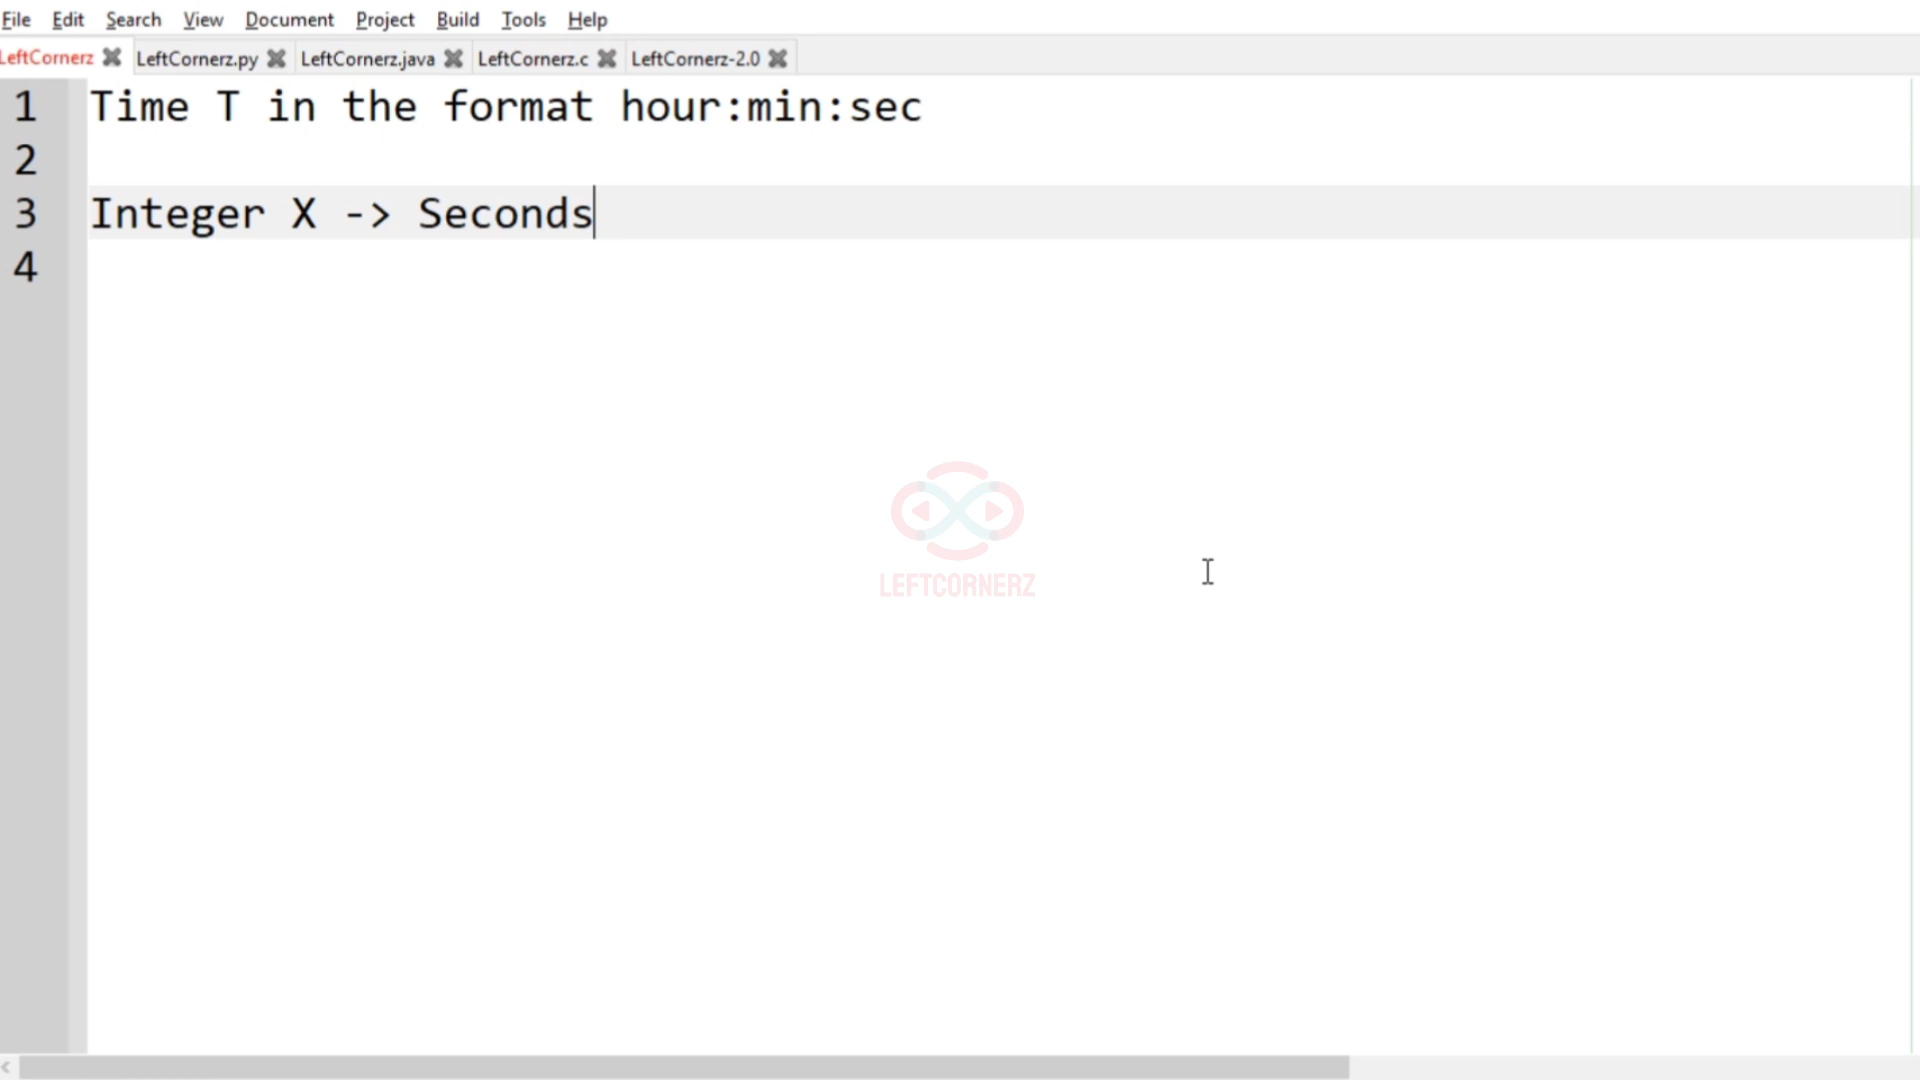 File Edit Search View Document Project Build Tools Help
LeftCornerz LeftCornerz.py LeftCornerz.java LeftCornerz.c LeftCornerz-2.0
1 Time T in the format hour:min:sec
2
3 Integer X -> Seconds
4
LEFTCORNERZ